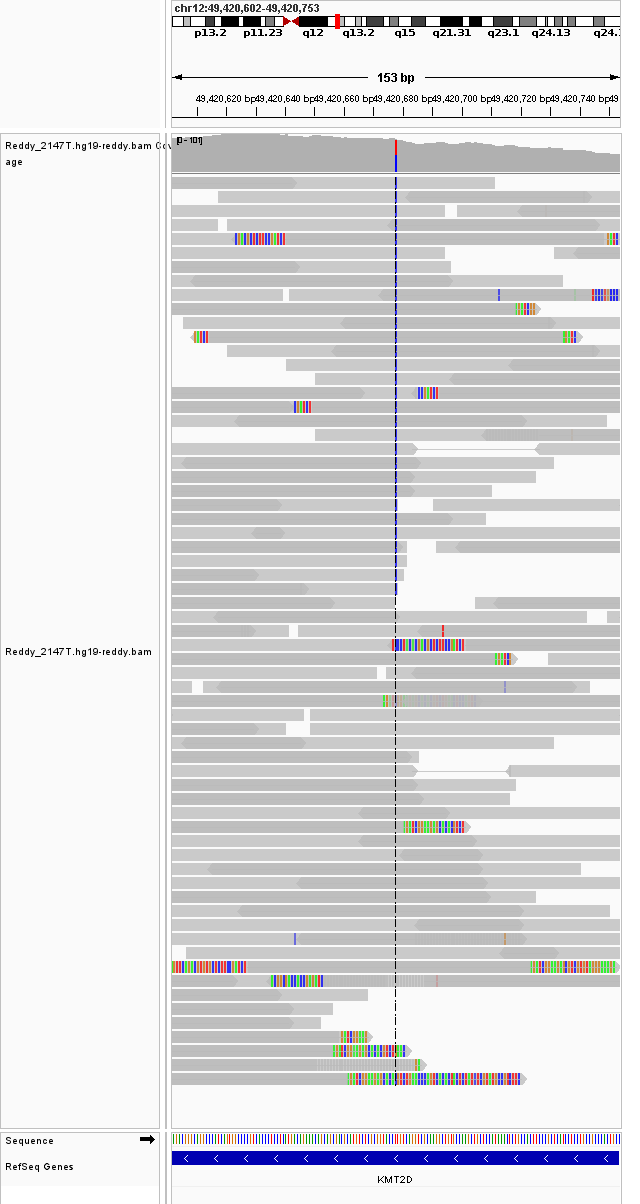 chr12:49,420,602-49,420,753
p13.2 p11.23 q12 q13.2 q15 q21.31 q23.1 q24.13 q24.
153 bp
49,420,620 bp 49,420,640 bp 49,420,660 bp 49,420,680 bp 49,420,700 bp 49,420,720 bp 49,420,740 bp 49
Reddy_2147T.hg19-reddy.bam Cov
age
[0 - 101]
Reddy_2147T.hg19-reddy.bam
Sequence
RefSeq Genes
KMT2D